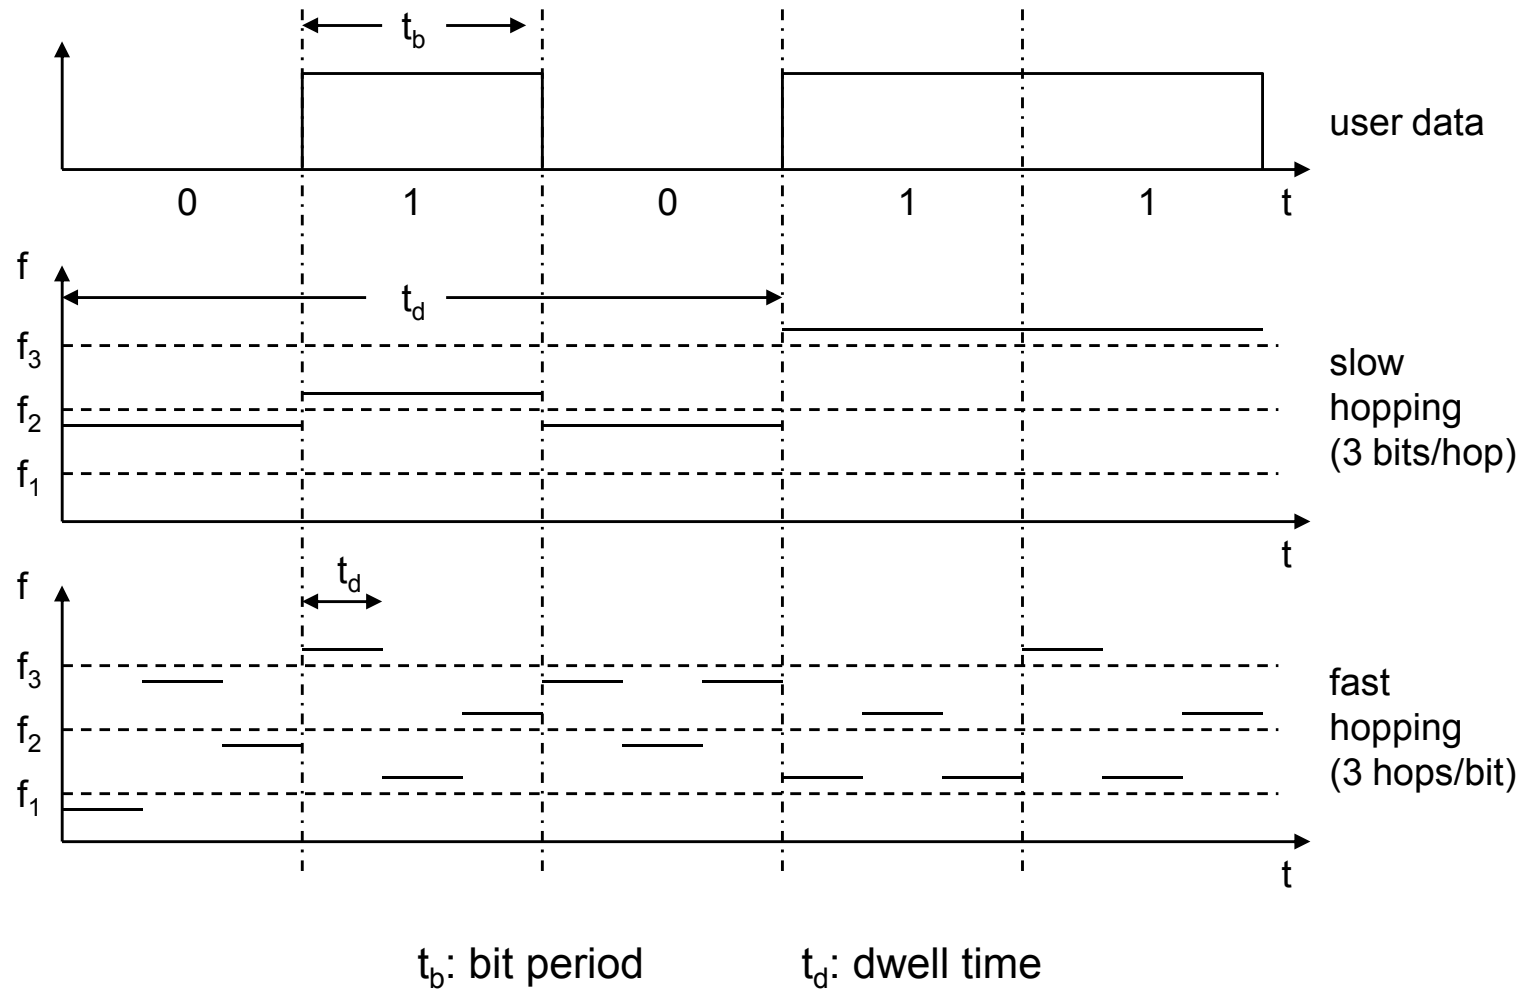 t_b
user data
0 1 0 1 1 t
f
t_d
f_3
slow
f_2
hopping
(3 bits/hop)
f_1
t
t_d
f
f_3
fast
f_2
hopping
(3 hops/bit)
f_1
t
t_b: bit period t_d: dwell time